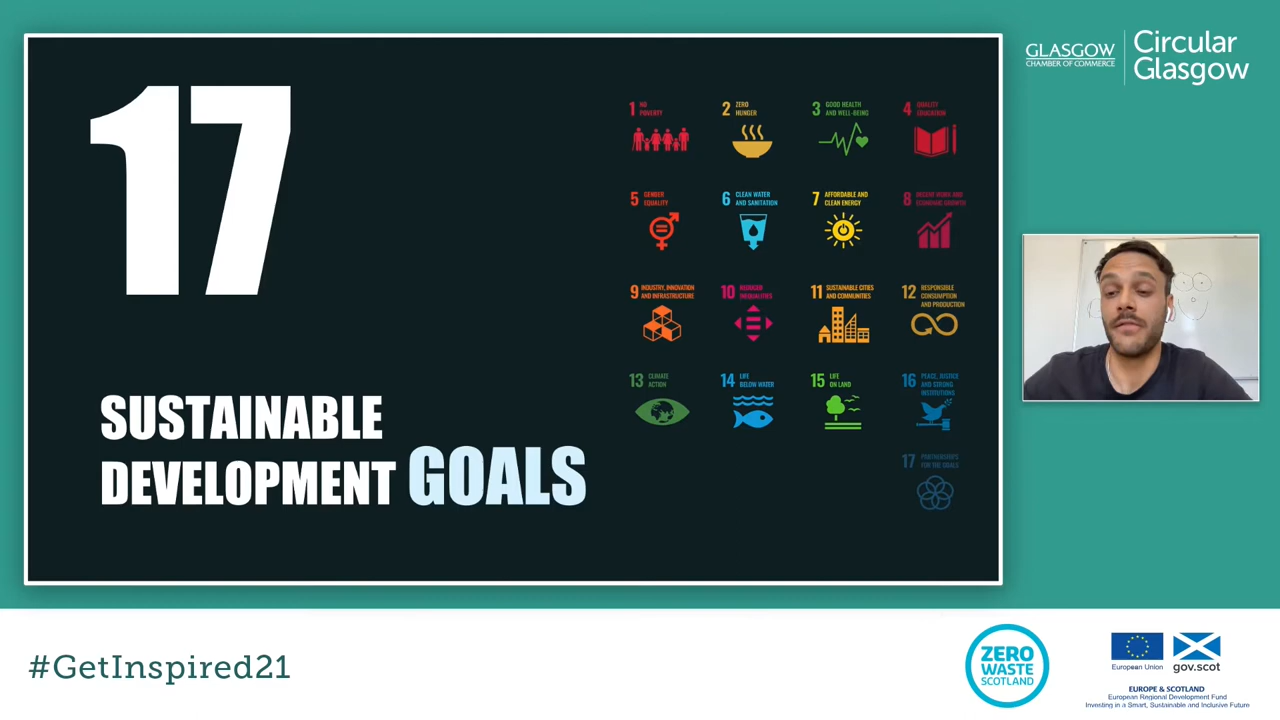 17
SUSTAINABLE
DEVELOPMENT GOALS
1 NO
POVERTY
2 ZERO
HUNGER
3 GOOD HEALTH
AND WELL-BEING
4 QUALITY
EDUCATION
5 GENDER
EQUALITY
6 CLEAN WATER
AND SANITATION
7 AFFORDABLE AND
CLEAN ENERGY
8 DECENT WORK AND
ECONOMIC GROWTH
9 INDUSTRY, INNOVATION
AND INFRASTRUCTURE
10 REDUCED
INEQUALITIES
11 SUSTAINABLE CITIES
AND COMMUNITIES
12 RESPONSIBLE
CONSUMPTION
AND PRODUCTION
13 CLIMATE
ACTION
14 LIFE
BELOW WATER
15 LIFE
ON LAND
16 PEACE, JUSTICE
AND STRONG
INSTITUTIONS
17 PARTNERSHIPS
FOR THE GOALS
GLASGOW
CHAMBER OF COMMERCE
Circular
Glasgow
#GetInspired21
ZERO
WASTE
SCOTLAND
European Union
gov.scot
EUROPE & SCOTLAND
European Regional Development Fund
Investing in a Smart, Sustainable and Inclusive Future